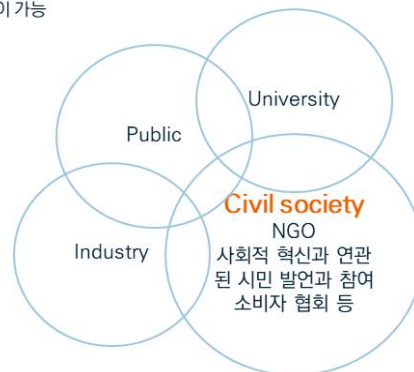 이 가능
University
Public
Civil society
NGO
Industry
사회적 혁신과 연관
된 시민 발언과 참여
소비자 협회 등